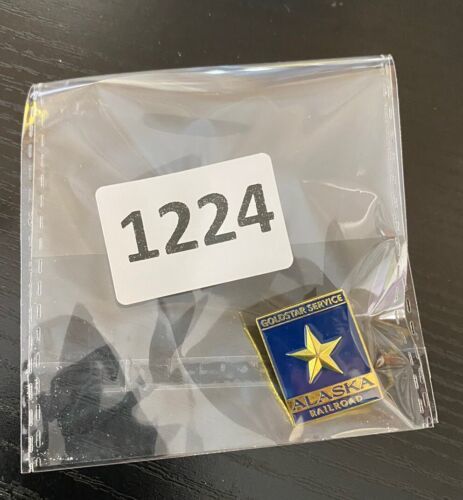 1224
GOLDSTAR SERVICE
ALASKA
RAILROAD